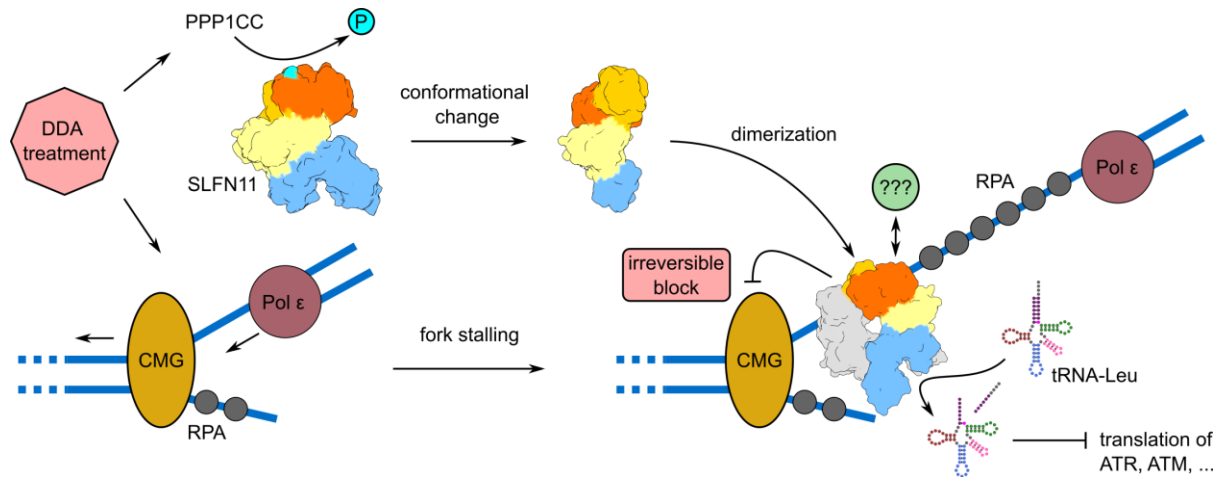 PPP1CC
P
DDA
treatment
SLFN11
conformational
change
dimerization
???
RPA
Pol ε
irreversible
block
Pol ε
CMG
RPA
fork stalling
CMG
tRNA-Leu
translation of
ATR, ATM, ...